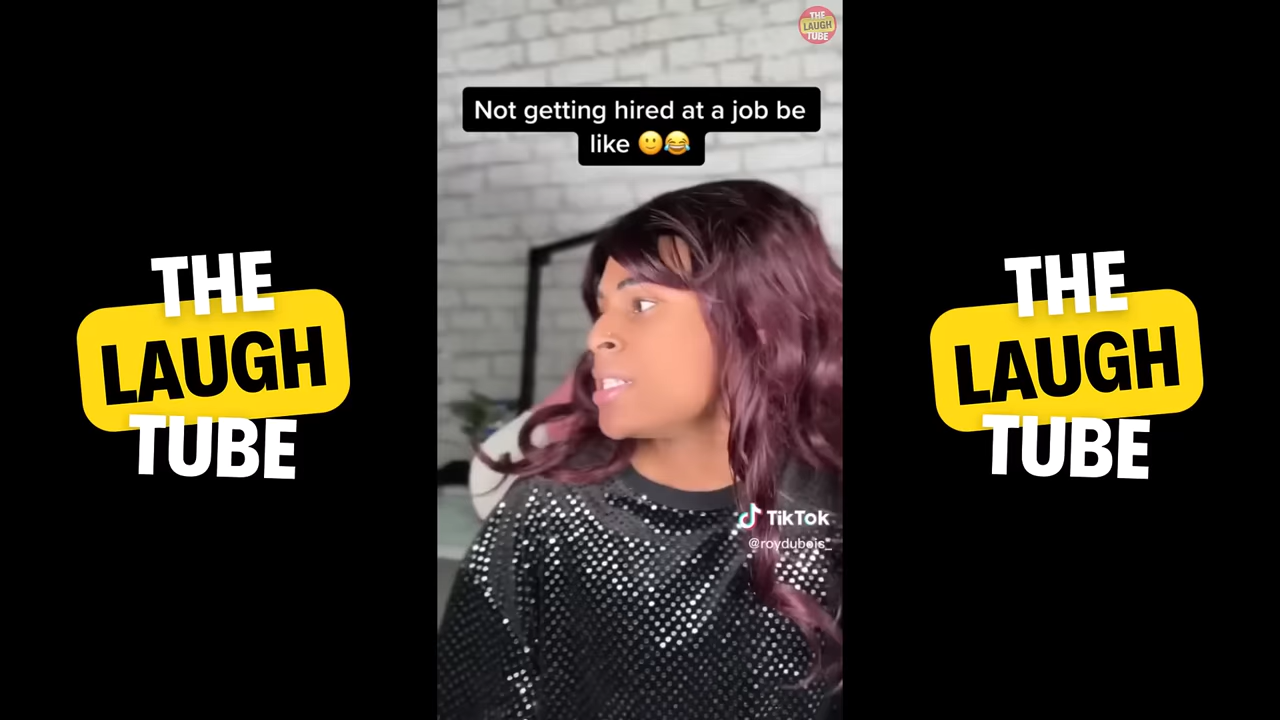 THE
LAUGH
TUBE
THE
LAUGH
TUBE
Not getting hired at a job be
like 🙂😂
TikTok
@roydubois_
THE
LAUGH
TUBE